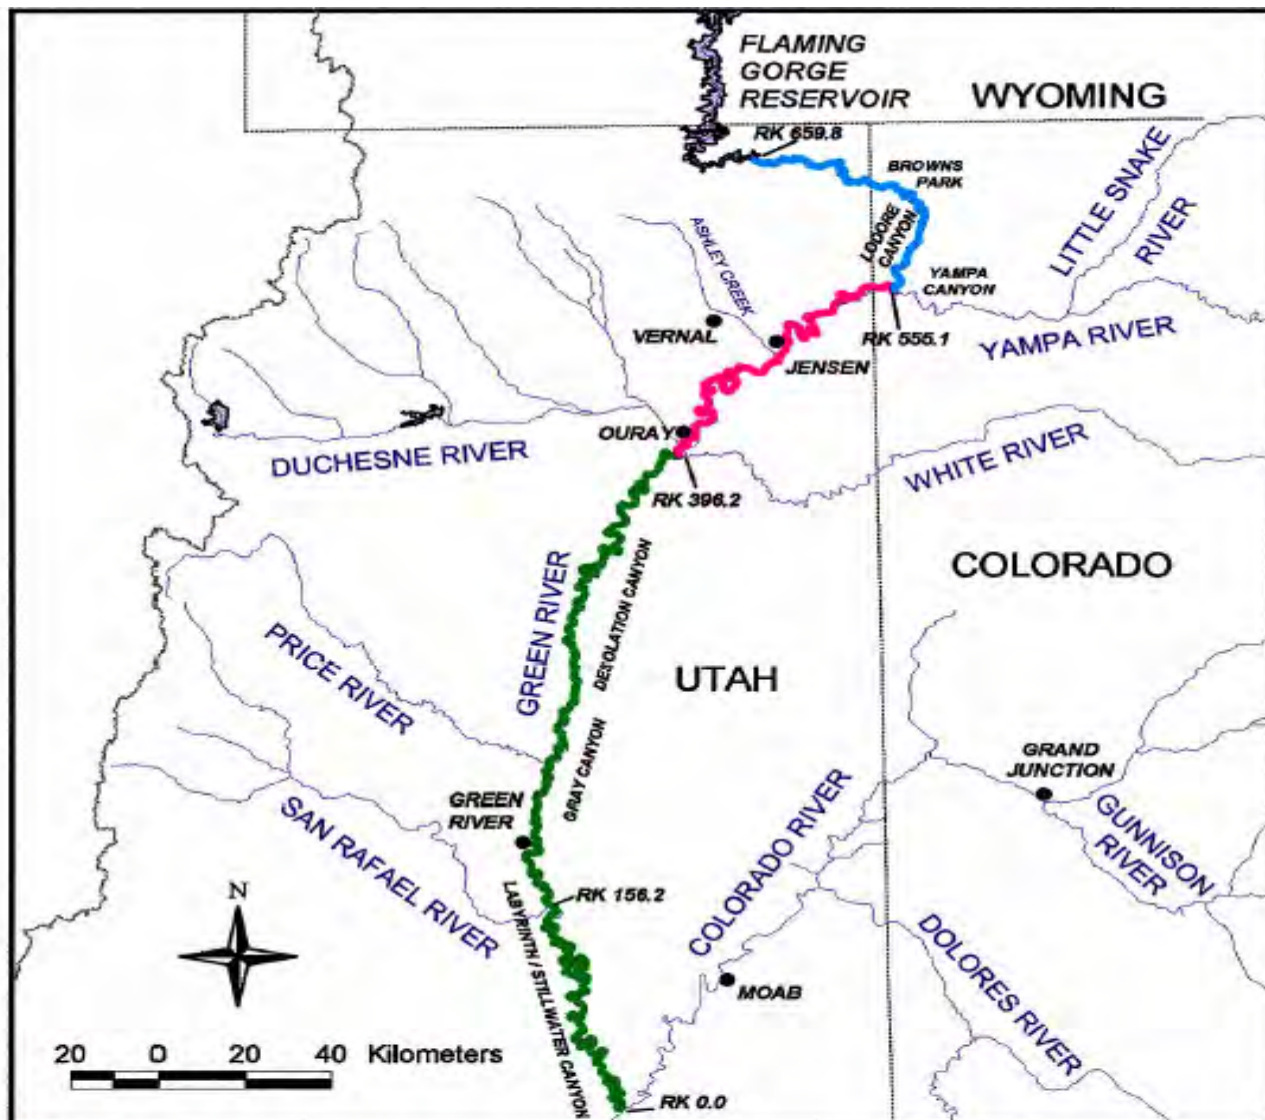 FLAMING
GORGE
RESERVOIR
WYOMING
RK 659.8
BROWNS
PARK
LITTLE SNAKE
RIVER
LODORE
CANYON
ASHLEY CREEK
YAMPA
CANYON
VERNAL
RK 555.1
YAMPA RIVER
JENSEN
OURAY
DUCHESNE RIVER
WHITE RIVER
RK 396.2
COLORADO
GREEN RIVER
DESOLATION CANYON
PRICE RIVER
UTAH
GRAY CANYON
GRAND
JUNCTION
GREEN
RIVER
COLORADO RIVER
GUNNISON
RIVER
SAN RAFAEL RIVER
RK 156.2
LABYRINTH / STILLWATER CANYON
N
DOLORES RIVER
MOAB
20 0 20 40 Kilometers
RK 0.0